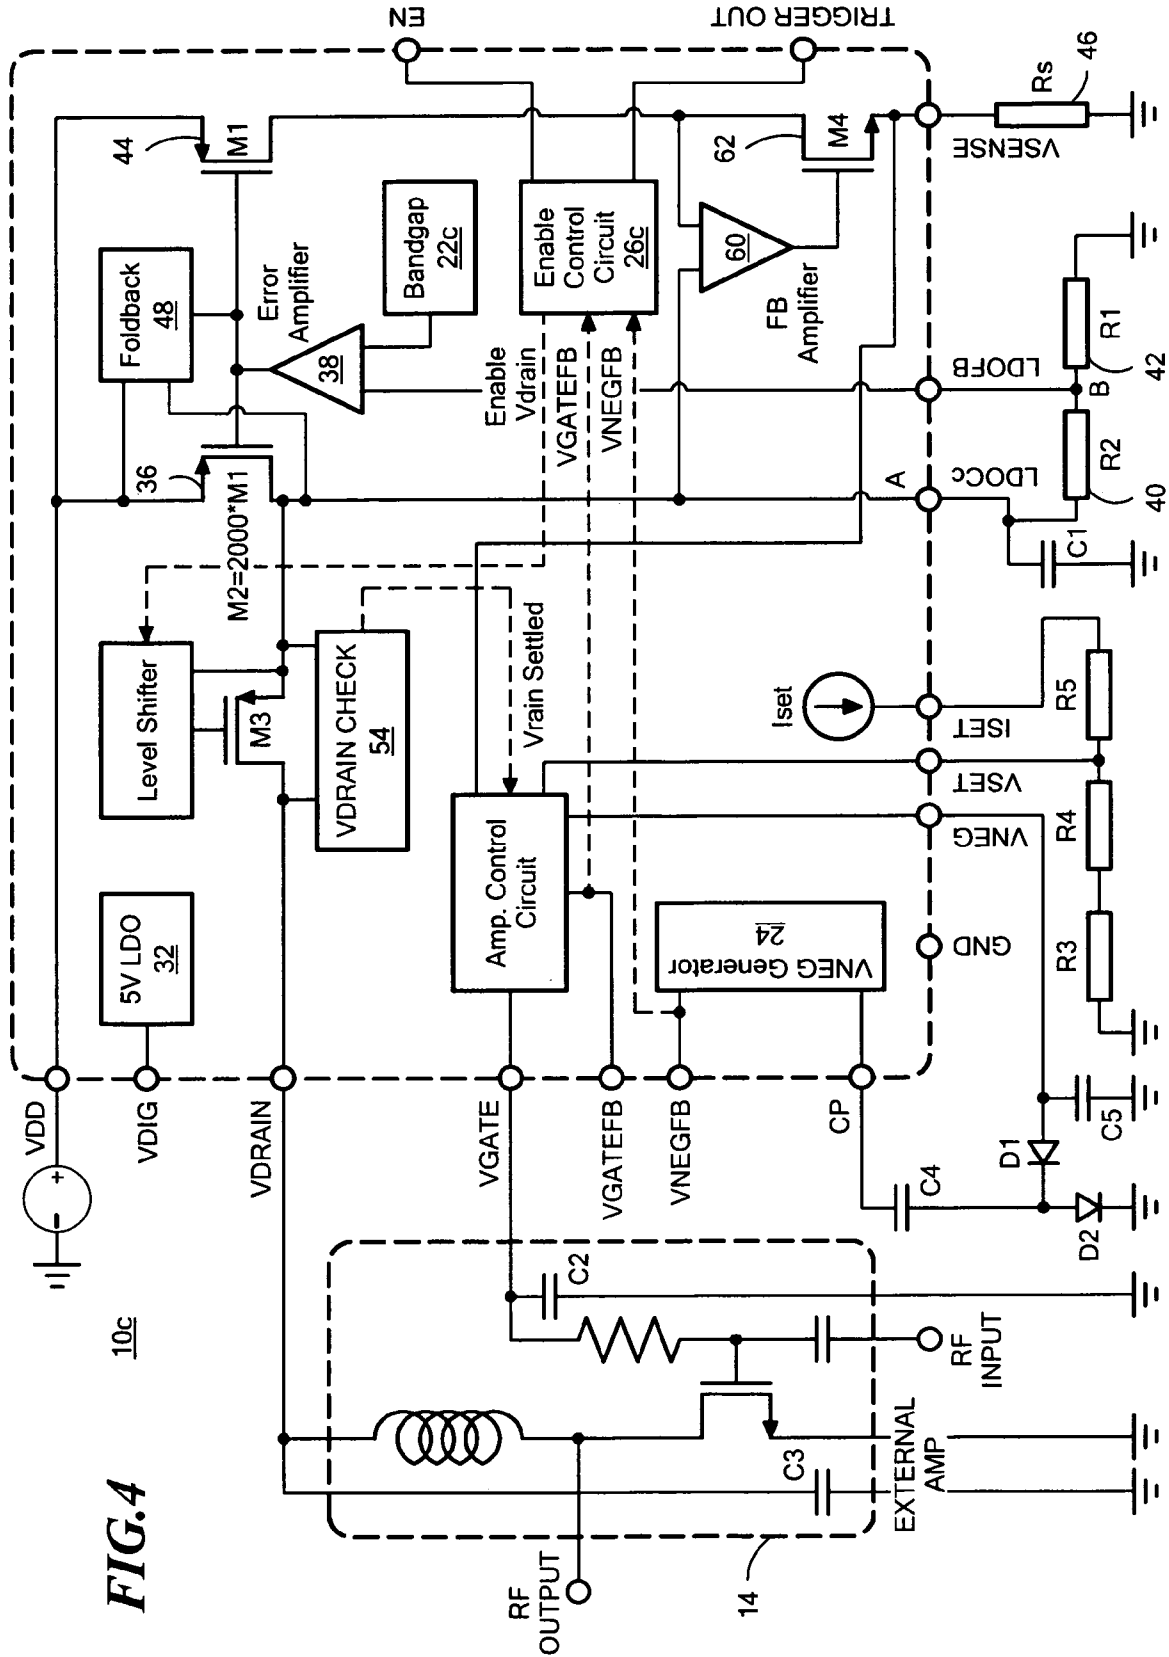 FIG.4
10c
VDD
+
-
VDIG
VDRAIN
VGATE
VGATEFB
VNEGFB
CP
5V LDO
32
Level Shifter
M3
VDRAIN CHECK
54
M2=2000*M1
36
Foldback
48
44
M1
Error
Amplifier
38
Bandgap
22c
Enable
Vdrain
VGATEFB
VNEGFB
Enable
Control
Circuit
26c
EN
TRIGGER OUT
Vrain Settled
Amp. Control
Circuit
VNEG Generator
24
60
FB
Amplifier
62
M4
VSENSE
Rs
46
LDOFB
B
R1
42
A
LDOCc
R2
40
C1
Iset
ISET
VSET
VNEG
GND
R5
R4
R3
C5
D1
D2
C4
C2
C3
RF
INPUT
EXTERNAL
AMP
RF
OUTPUT
14